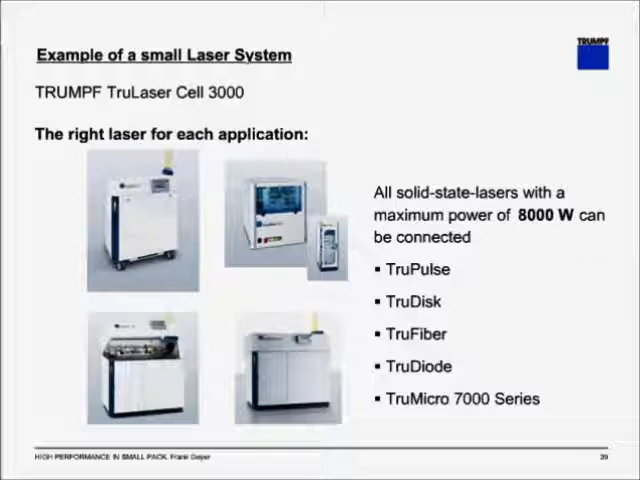 Example of a small Laser System
TRUMPF
TRUMPF TruLaser Cell 3000
The right laser for each application:
All solid-state-lasers with a
maximum power of 8000 W can
be connected
▪ TruPulse
▪ TruDisk
▪ TruFiber
▪ TruDiode
▪ TruMicro 7000 Series
HIGH PERFORMANCE IN SMALL PACK. Frank Geyer